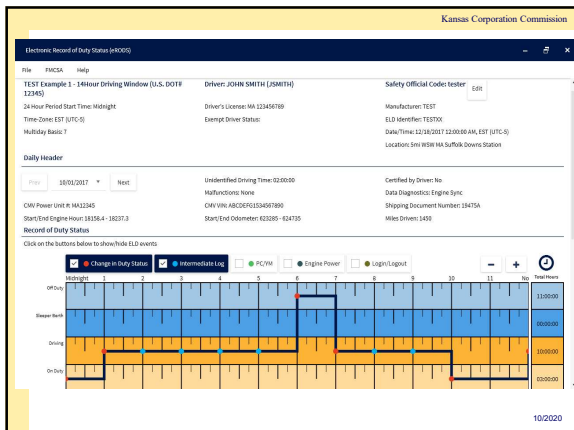 Kansas Corporation Commission
Electronic Record of Duty Status (eRODS)
File FMCSA Help
TEST Example 1 - 14Hour Driving Window (U.S. DOT# 12345)
Driver: JOHN SMITH (JSMITH)
Safety Official Code: tester Edit
24 Hour Period Start Time: Midnight
Driver's License: MA 123456789
Manufacturer: TEST
Time-Zone: EST (UTC-5)
Exempt Driver Status:
ELD Identifier: TESTXX
Multiday Basis: 7
Date/Time: 12/18/2017 12:00:00 AM, EST (UTC-5)
Location: 5mi WSW MA Suffolk Downs Station
Daily Header
Prev 10/01/2017 Next
Unidentified Driving Time: 02:00:00
Certified by Driver: No
Malfunctions: None
Data Diagnostics: Engine Sync
CMV Power Unit #: MA12345
CMV VIN: ABCDEFG1534567890
Shipping Document Number: 19475A
Start/End Engine Hour: 18158.4 - 18237.3
Start/End Odometer: 623285 - 624735
Miles Driven: 1450
Record of Duty Status
Click on the buttons below to show/hide ELD events
Change in Duty Status Intermediate Log PC/YM Engine Power Login/Logout - +
Midnight 1 2 3 4 5 6 7 8 9 10 11 No Total Hours
Off Duty 11:00:00
Sleeper Berth 00:00:00
Driving 10:00:00
On Duty 03:00:00
10/2020